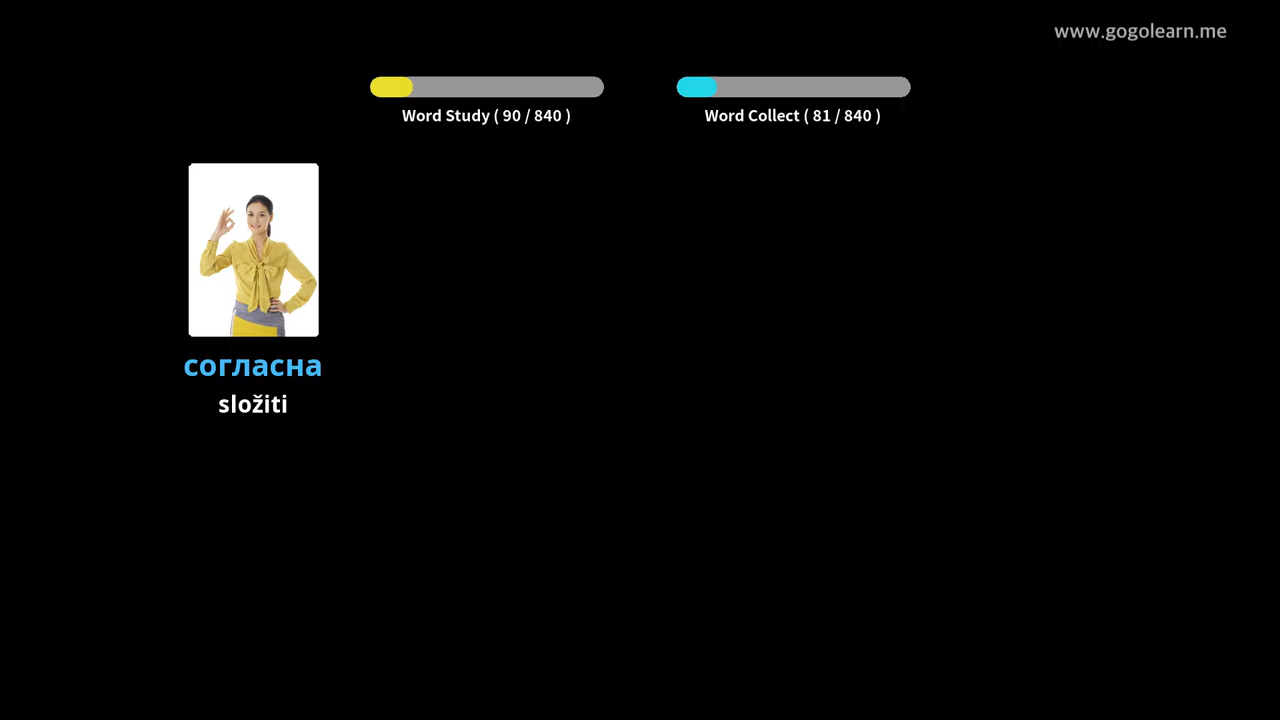 www.gogolearn.me
Word Study ( 90 / 840 )
Word Collect ( 81 / 840 )
согласна
složiti